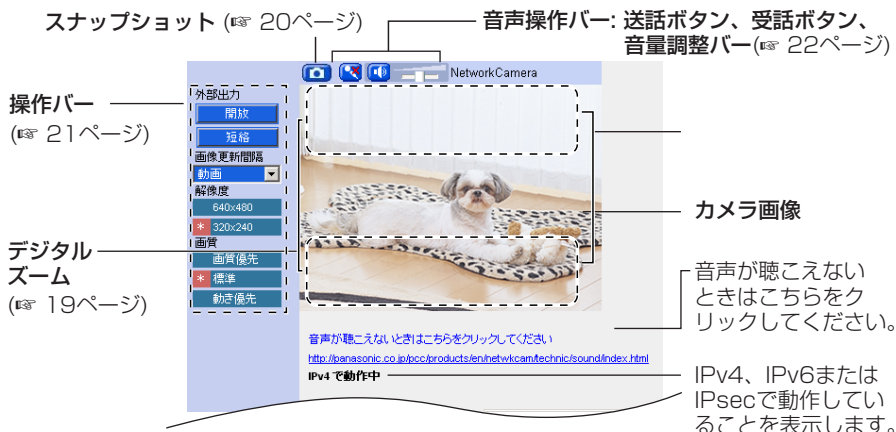 スナップショット (☞ 20ページ)
音声操作バー: 送話ボタン、受話ボタン、
音量調整バー(☞ 22ページ)
NetworkCamera
操作バー
(☞ 21ページ)
外部出力
開放
短絡
画像更新間隔
動画
解像度
640x480
* 320x240
画質
画質優先
* 標準
動き優先
デジタル
ズーム
(☞ 19ページ)
カメラ画像
音声が聴こえない
ときはこちらをク
リックしてください。
音声が聴こえないときはこちらをクリックしてください
http://panasonic.co.jp/pcc/products/en/netwkcam/technic/sound/index.html
IPv4 で動作中
IPv4、IPv6または
IPsecで動作してい
ることを表示します。